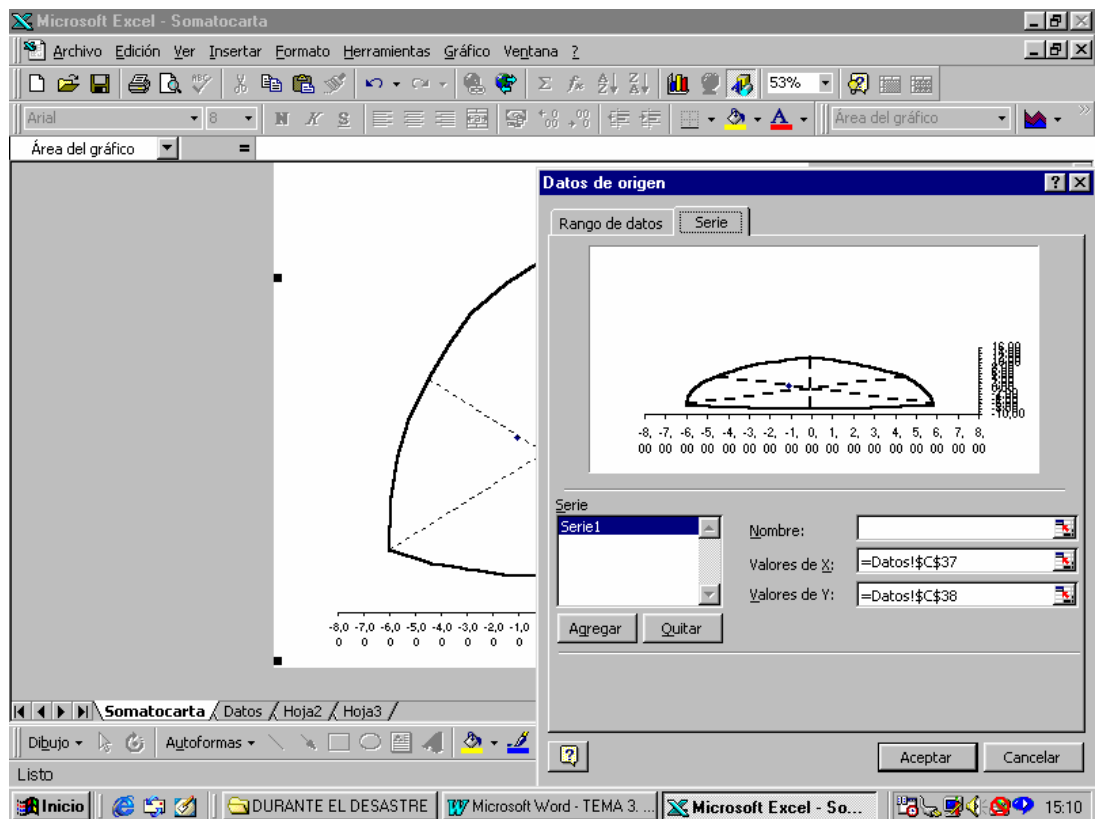 Microsoft Excel - Somatocarta
Archivo Edición Ver Insertar Formato Herramientas Gráfico Ventana ?
53%
Arial 8 N K S Área del gráfico
Área del gráfico =
Datos de origen
Rango de datos Serie
16,00
-10,00
-8, -7, -6, -5, -4, -3, -2, -1, 0, 1, 2, 3, 4, 5, 6, 7, 8,
00 00 00 00 00 00 00 00 00 00 00 00 00 00 00 00 00
Serie
Serie1
Nombre:
Valores de X: =Datos!$C$37
Valores de Y: =Datos!$C$38
Agregar Quitar
-8,0 -7,0 -6,0 -5,0 -4,0 -3,0 -2,0 -1,0
0 0 0 0 0 0 0 0
Somatocarta Datos Hoja2 Hoja3
Dibujo Autoformas
Aceptar Cancelar
Listo
Inicio DURANTE EL DESASTRE Microsoft Word - TEMA 3. ... Microsoft Excel - So... 15:10